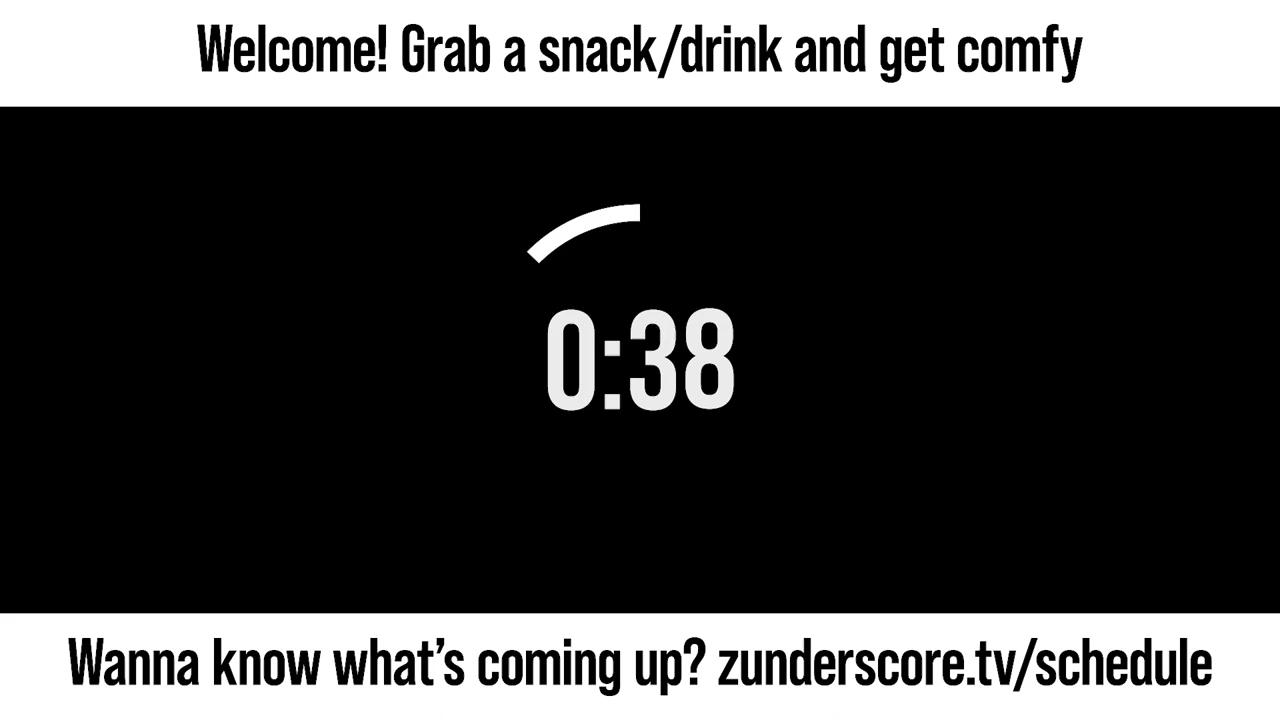 Welcome! Grab a snack/drink and get comfy
0:38
Wanna know what's coming up? zunderscore.tv/schedule